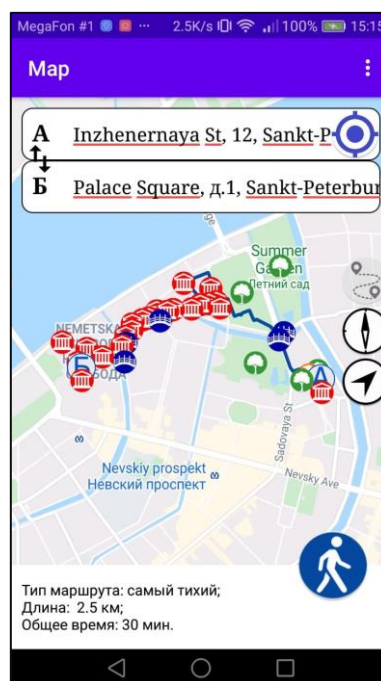 MegaFon #1 ... 2.5K/s 100% 15:15
Map
А Inzhenernaya St, 12, Sankt-P
Б Palace Square, д.1, Sankt-Peterbur
Summer
Garden
Летний сад
NEMETSKA
СЛОБОДА
Б
А
Sadovaya St
Nevskiy prospekt
Невский проспект
Nevsky Ave
Тип маршрута: самый тихий;
Длина: 2.5 км;
Общее время: 30 мин.